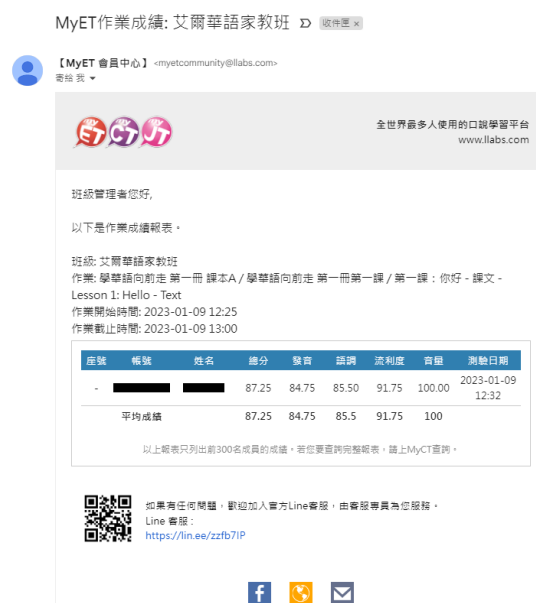 MyET作業成績: 艾爾華語家教班 收件匣 ×
【MyET 會員中心】 <myetcommunity@llabs.com>
寄給 我
MY ET MY CT MY JT
全世界最多人使用的口說學習平台
www.llabs.com
班級管理者您好,
以下是作業成績報表。
班級: 艾爾華語家教班
作業: 學華語向前走 第一冊 課本A / 學華語向前走 第一冊第一課 / 第一課：你好 - 課文 -
Lesson 1: Hello - Text
作業開始時間: 2023-01-09 12:25
作業截止時間: 2023-01-09 13:00
座號 帳號 姓名 總分 發音 語調 流利度 音量 測驗日期
- 87.25 84.75 85.50 91.75 100.00 2023-01-09 12:32
平均成績 87.25 84.75 85.5 91.75 100
以上報表只列出前300名成員的成績，若您要查詢完整報表，請上MyCT查詢。
如果有任何問題，歡迎加入官方Line客服，由客服專員為您服務。
Line 客服：
https://lin.ee/zzfb7IP